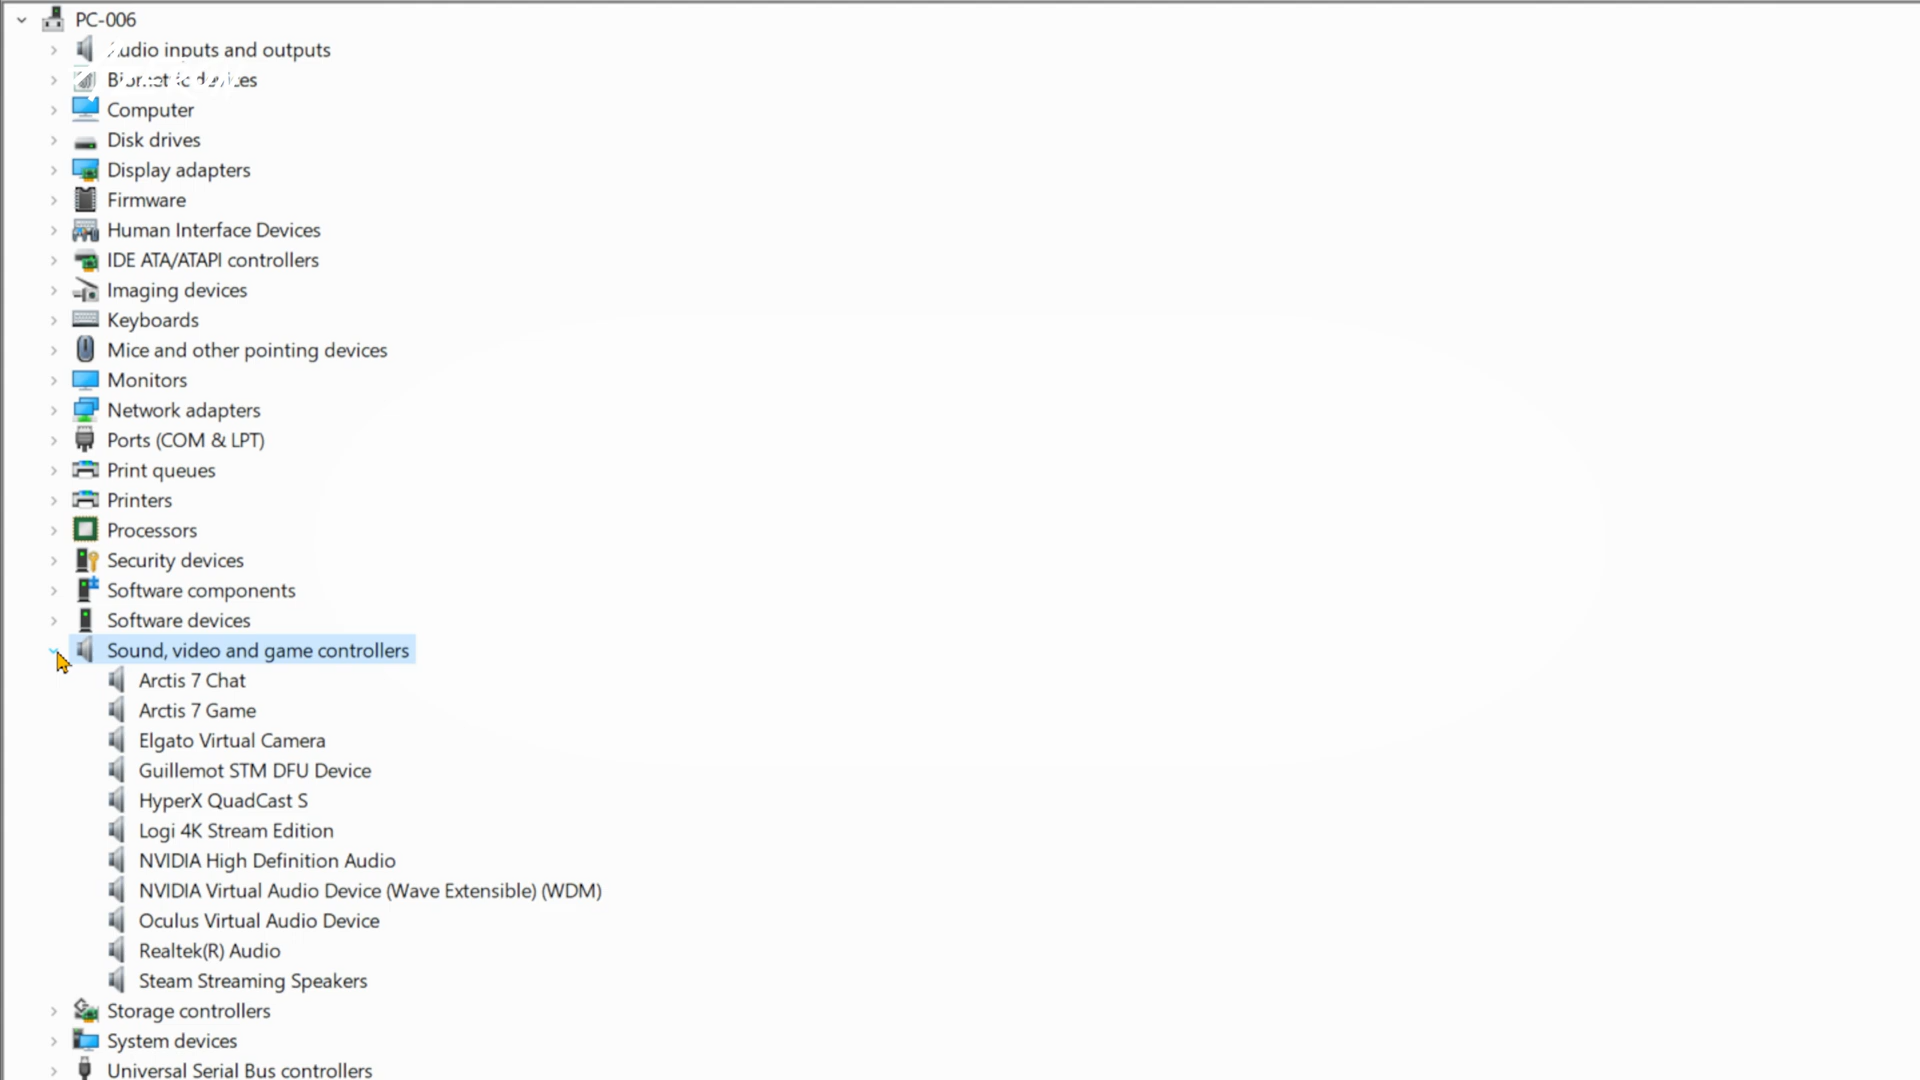 PC-006
Audio inputs and outputs
Biometric devices
Computer
Disk drives
Display adapters
Firmware
Human Interface Devices
IDE ATA/ATAPI controllers
Imaging devices
Keyboards
Mice and other pointing devices
Monitors
Network adapters
Ports (COM & LPT)
Print queues
Printers
Processors
Security devices
Software components
Software devices
Sound, video and game controllers
Arctis 7 Chat
Arctis 7 Game
Elgato Virtual Camera
Guillemot STM DFU Device
HyperX QuadCast S
Logi 4K Stream Edition
NVIDIA High Definition Audio
NVIDIA Virtual Audio Device (Wave Extensible) (WDM)
Oculus Virtual Audio Device
Realtek(R) Audio
Steam Streaming Speakers
Storage controllers
System devices
Universal Serial Bus controllers